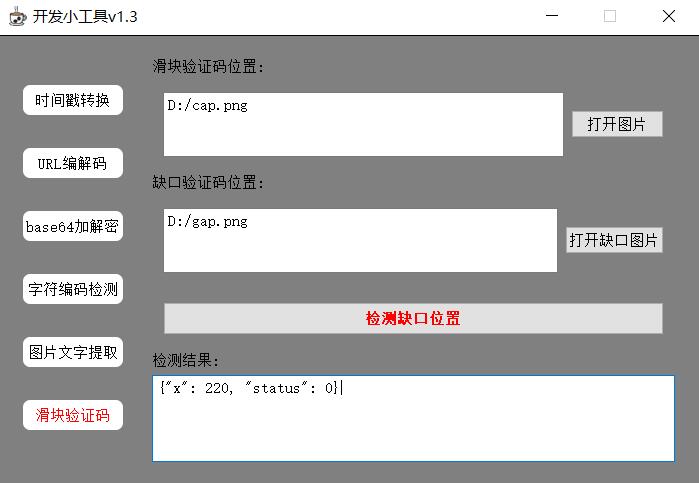 开发小工具v1.3
时间戳转换
URL编解码
base64加解密
字符编码检测
图片文字提取
滑块验证码
滑块验证码位置:
D:/cap.png
打开图片
缺口验证码位置:
D:/gap.png
打开缺口图片
检测缺口位置
检测结果:
{"x": 220, "status": 0}